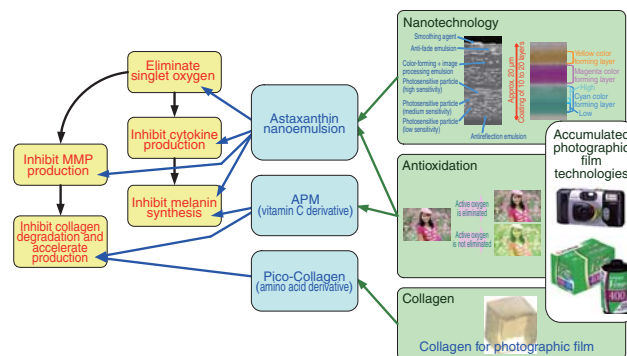 Nanotechnology
Smoothing agent
Anti-fade emulsion
Color-forming + image
processing emulsion
Photosensitive particle
(high sensitivity)
Photosensitive particle
(medium sensitivity)
Photosensitive particle
(low sensitivity)
Antireflection emulsion
Approx. 20 μm
Coating of 10 to 20 layers
Yellow color
forming layer
Magenta color
forming layer
High
Cyan color
forming layer
Low
Eliminate
singlet oxygen
Inhibit cytokine
production
Inhibit MMP
production
Inhibit melanin
synthesis
Inhibit collagen
degradation and
accelerate
production
Astaxanthin
nanoemulsion
APM
(vitamin C derivative)
Pico-Collagen
(amino acid derivative)
Antioxidation
Active oxygen
is eliminated
Active oxygen
is not eliminated
Accumulated
photographic
film
technologies
400
Collagen
Collagen for photographic film